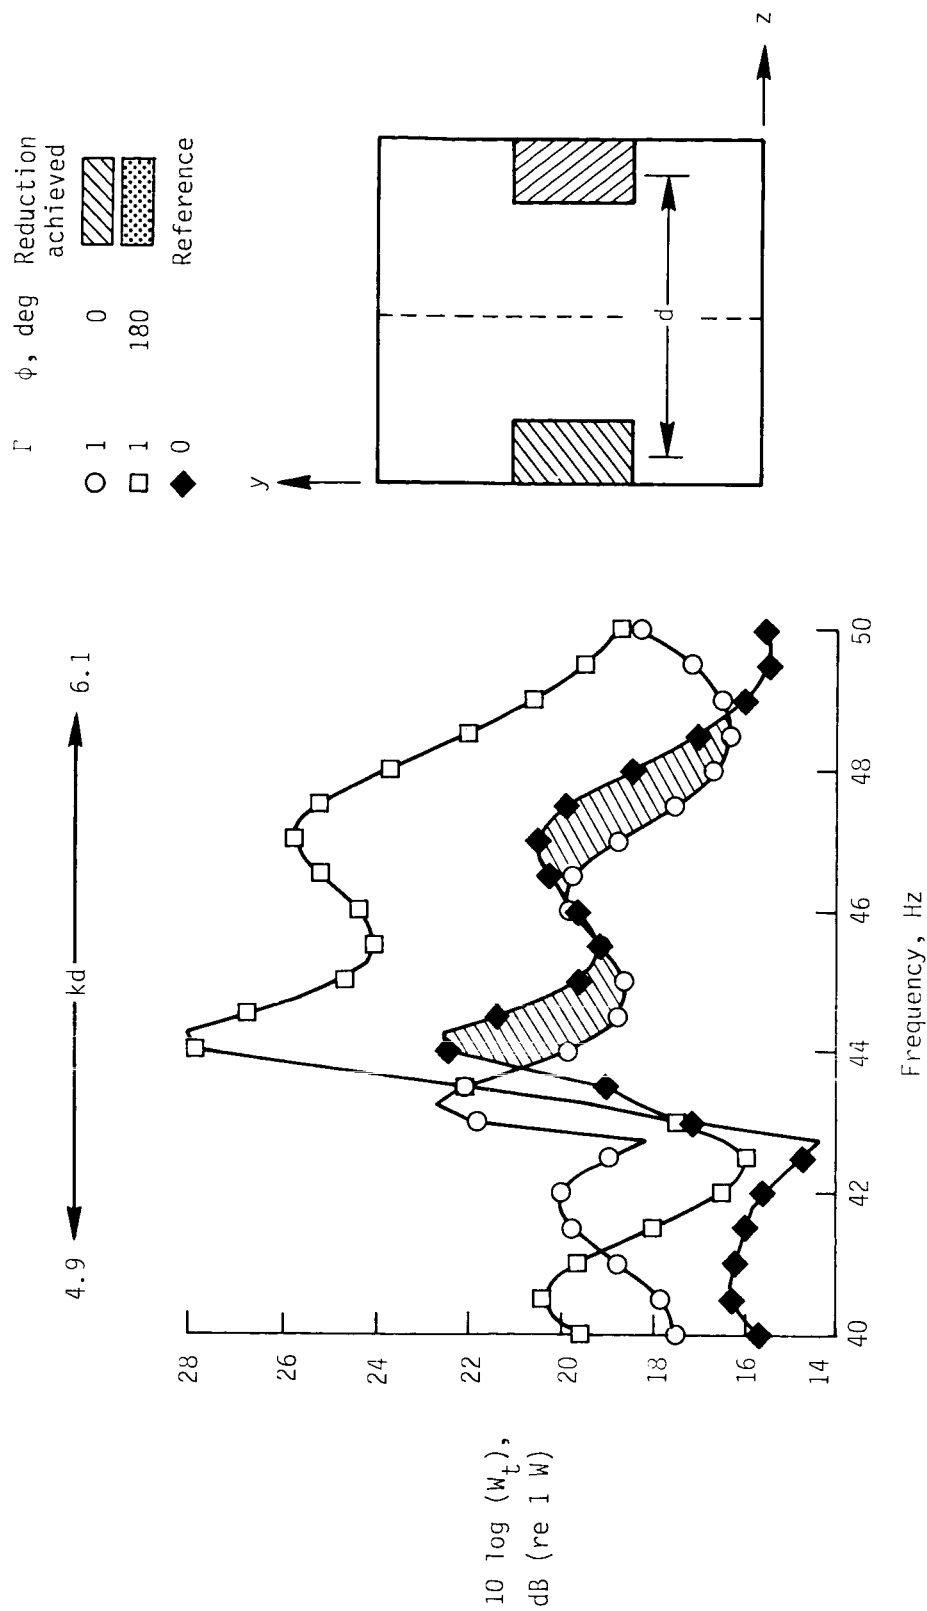 Γ φ, deg Reduction
achieved
1 0
1 180
0 Reference
4.9 kd 6.1
28
26
24
22
20
18
16
14
10 log (Wt),
dB (re 1 W)
40 42 44 46 48 50
Frequency, Hz
y
d
z